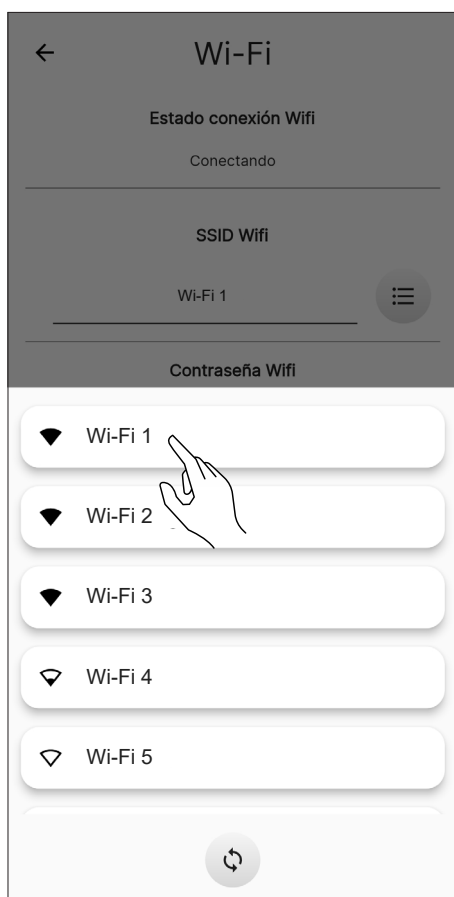 Wi-Fi
Estado conexión Wifi
Conectando
SSID Wifi
Wi-Fi 1
Contraseña Wifi
Wi-Fi 1
Wi-Fi 2
Wi-Fi 3
Wi-Fi 4
Wi-Fi 5